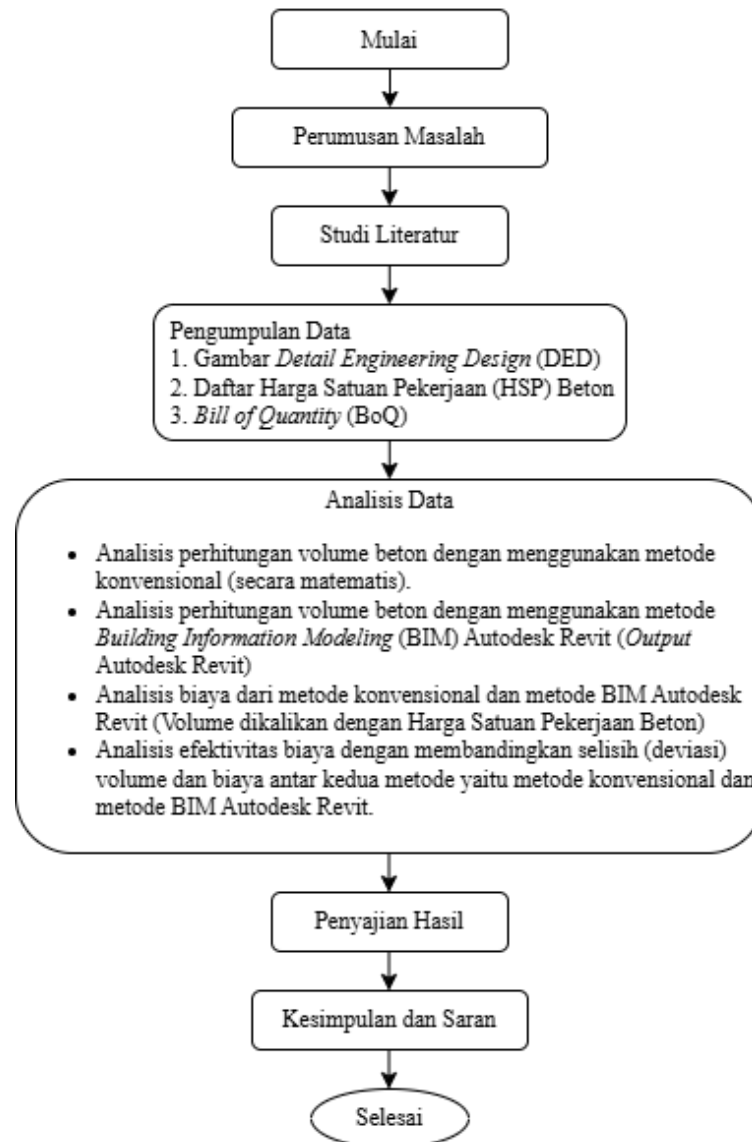 Mulai
Perumusan Masalah
Studi Literatur
Pengumpulan Data
1. Gambar Detail Engineering Design (DED)
2. Daftar Harga Satuan Pekerjaan (HSP) Beton
3. Bill of Quantity (BoQ)
Analisis Data
• Analisis perhitungan volume beton dengan menggunakan metode
konvensional (secara matematis).
• Analisis perhitungan volume beton dengan menggunakan metode
Building Information Modeling (BIM) Autodesk Revit (Output
Autodesk Revit)
• Analisis biaya dari metode konvensional dan metode BIM Autodesk
Revit (Volume dikalikan dengan Harga Satuan Pekerjaan Beton)
• Analisis efektivitas biaya dengan membandingkan selisih (deviasi)
volume dan biaya antar kedua metode yaitu metode konvensional dan
metode BIM Autodesk Revit.
Penyajian Hasil
Kesimpulan dan Saran
Selesai